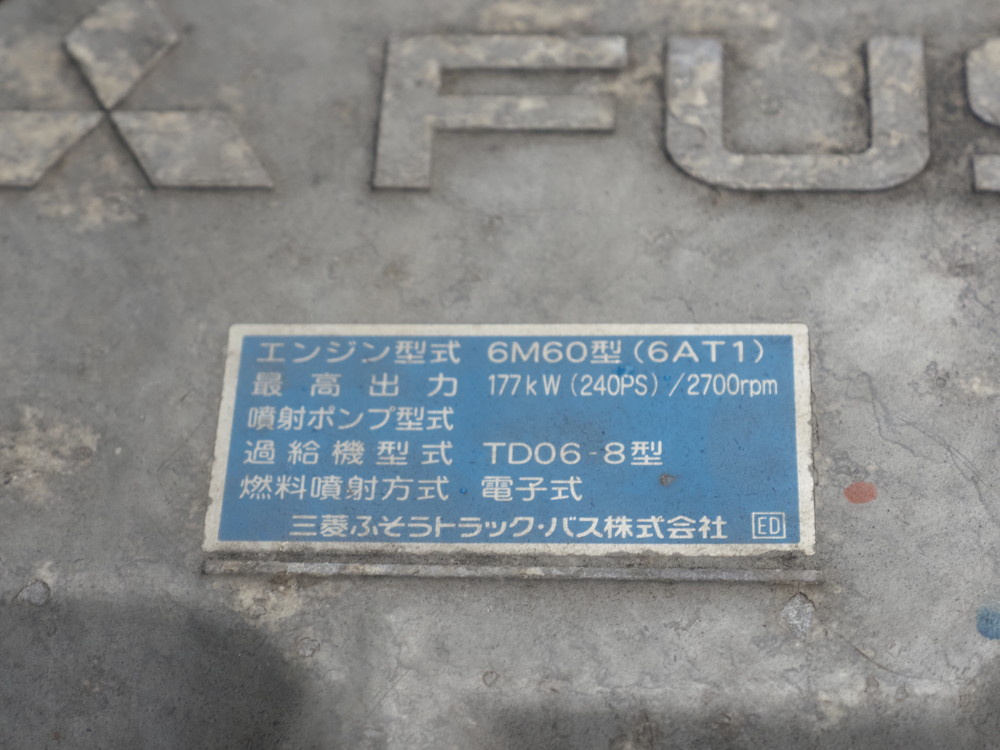 FUS
エンジン型式 6M60型(6AT1)
最高出力 177kW(240PS)/2700rpm
噴射ポンプ型式
過給機型式 TD06-8型
燃料噴射方式 電子式
三菱ふそうトラック・バス株式会社 ED